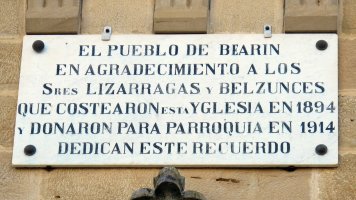 EL PUEBLO DE BEARIN
EN AGRADECIMIENTO A LOS
SRES LIZARRAGAS Y BELZUNCES
QUE COSTEARON ESTA YGLESIA EN 1894
Y DONARON PARA PARROQUIA EN 1914
DEDICAN ESTE RECUERDO